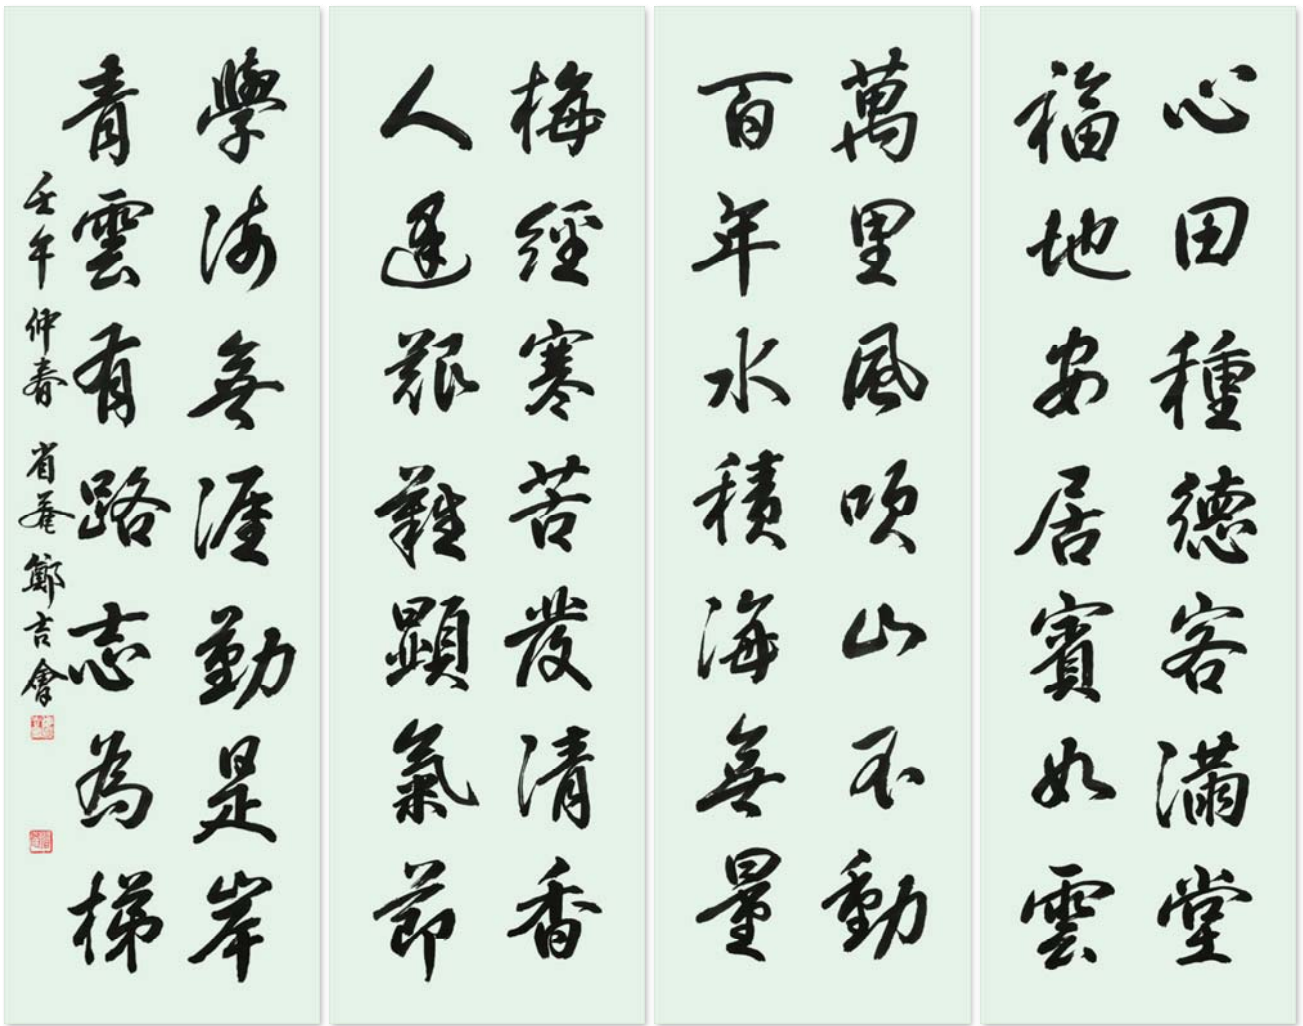 心田種德客滿堂
福地安居賓如雲
萬里風吹山不動
百年水積海無量
梅經寒苦發清香
人逢艱難顯氣節
學海無涯勤是岸
青雲有路志為梯
壬午仲春省菴鄭吉會